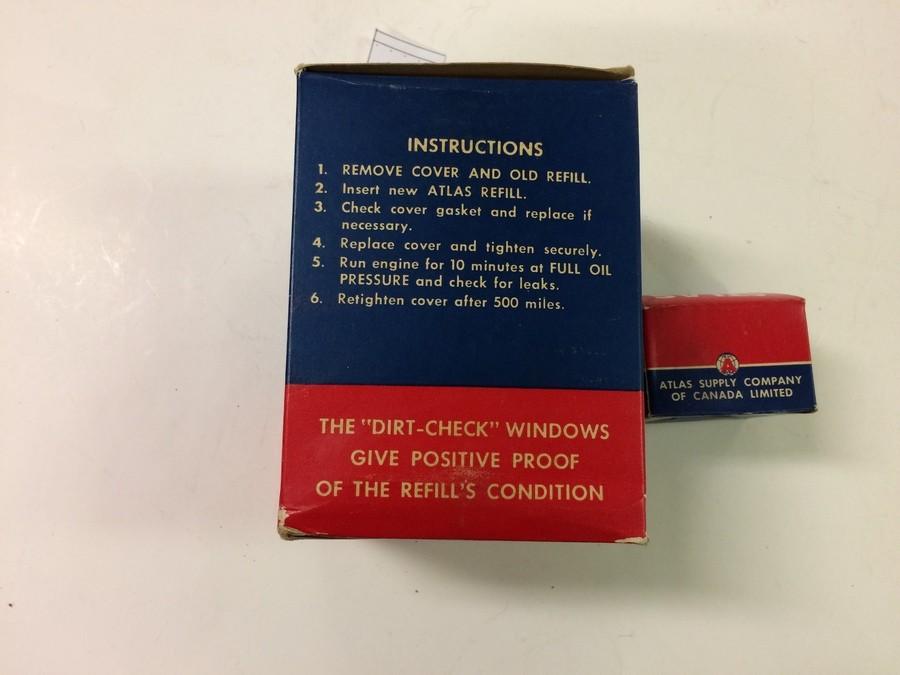 INSTRUCTIONS
1. REMOVE COVER AND OLD REFILL.
2. Insert new ATLAS REFILL.
3. Check cover gasket and replace if
necessary.
4. Replace cover and tighten securely.
5. Run engine for 10 minutes at FULL OIL
PRESSURE and check for leaks.
6. Retighten cover after 500 miles.
THE "DIRT-CHECK" WINDOWS
GIVE POSITIVE PROOF
OF THE REFILL'S CONDITION
A
ATLAS SUPPLY COMPANY
OF CANADA LIMITED